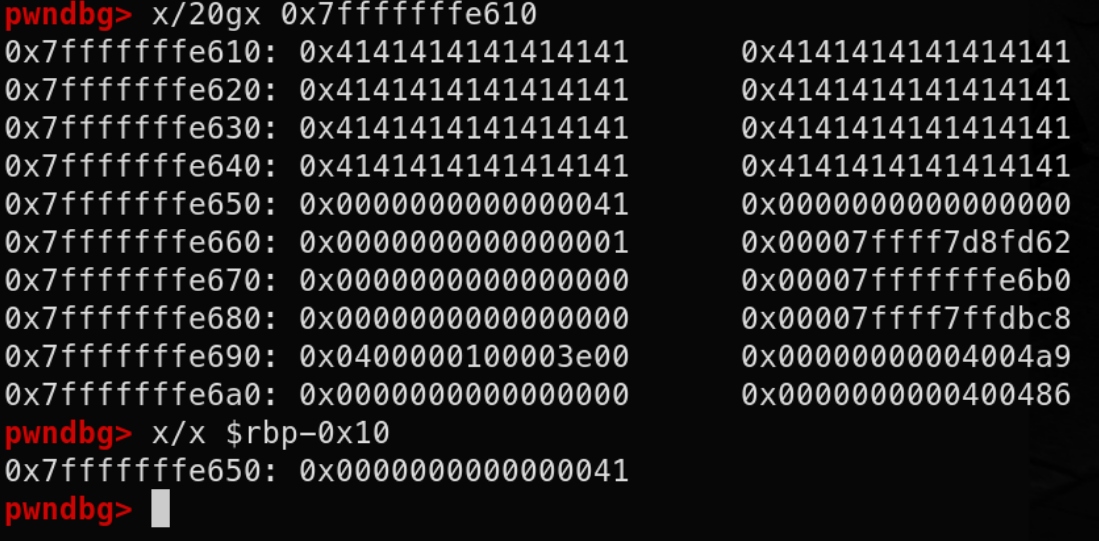 pwndbg> x/20gx 0x7fffffffe610
0x7fffffffe610: 0x4141414141414141 0x4141414141414141
0x7fffffffe620: 0x4141414141414141 0x4141414141414141
0x7fffffffe630: 0x4141414141414141 0x4141414141414141
0x7fffffffe640: 0x4141414141414141 0x4141414141414141
0x7fffffffe650: 0x0000000000000041 0x0000000000000000
0x7fffffffe660: 0x0000000000000001 0x00007ffff7d8fd62
0x7fffffffe670: 0x0000000000000000 0x00007fffffffe6b0
0x7fffffffe680: 0x0000000000000000 0x00007ffff7ffdbc8
0x7fffffffe690: 0x0400000100003e00 0x00000000004004a9
0x7fffffffe6a0: 0x0000000000000000 0x0000000000400486
pwndbg> x/x $rbp-0x10
0x7fffffffe650: 0x0000000000000041
pwndbg>